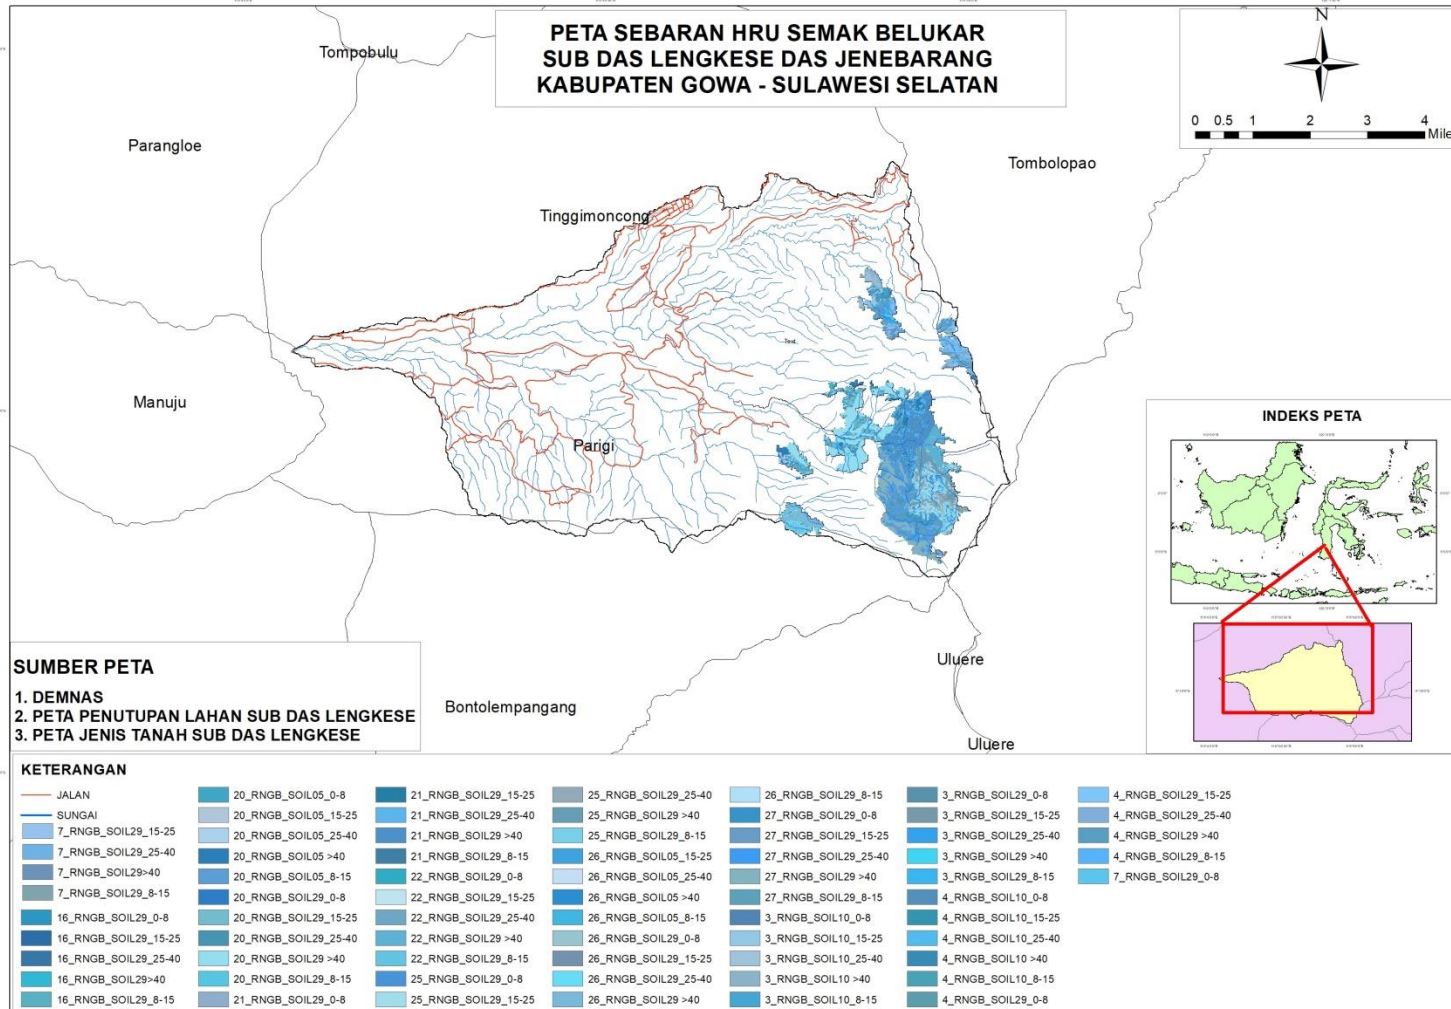 PETA SEBARAN HRU SEMAK BELUKAR
SUB DAS LENGKESE DAS JENEBARANG
KABUPATEN GOWA - SULAWESI SELATAN
N
0 0.5 1 2 3 4
Mile
Tompobulu
Parangloe
Tombolopao
Tinggimoncong
Manuju
Parigi
Uluere
Bontolempangang
Uluere
INDEKS PETA
SUMBER PETA
1. DEMNAS
2. PETA PENUTUPAN LAHAN SUB DAS LENGKESE
3. PETA JENIS TANAH SUB DAS LENGKESE
KETERANGAN
JALAN
SUNGAI
7_RNGB_SOIL29_15-25
7_RNGB_SOIL29_25-40
7_RNGB_SOIL29>40
7_RNGB_SOIL29_8-15
16_RNGB_SOIL29_0-8
16_RNGB_SOIL29_15-25
16_RNGB_SOIL29_25-40
16_RNGB_SOIL29>40
16_RNGB_SOIL29_8-15
20_RNGB_SOIL05_0-8
20_RNGB_SOIL05_15-25
20_RNGB_SOIL05_25-40
20_RNGB_SOIL05 >40
20_RNGB_SOIL05_8-15
20_RNGB_SOIL29_0-8
20_RNGB_SOIL29_15-25
20_RNGB_SOIL29_25-40
20_RNGB_SOIL29 >40
20_RNGB_SOIL29_8-15
21_RNGB_SOIL29_0-8
21_RNGB_SOIL29_15-25
21_RNGB_SOIL29_25-40
21_RNGB_SOIL29 >40
21_RNGB_SOIL29_8-15
22_RNGB_SOIL29_0-8
22_RNGB_SOIL29_15-25
22_RNGB_SOIL29_25-40
22_RNGB_SOIL29 >40
22_RNGB_SOIL29_8-15
25_RNGB_SOIL29_0-8
25_RNGB_SOIL29_15-25
25_RNGB_SOIL29_25-40
25_RNGB_SOIL29 >40
25_RNGB_SOIL29_8-15
26_RNGB_SOIL05_15-25
26_RNGB_SOIL05_25-40
26_RNGB_SOIL05 >40
26_RNGB_SOIL05_8-15
26_RNGB_SOIL29_0-8
26_RNGB_SOIL29_15-25
26_RNGB_SOIL29_25-40
26_RNGB_SOIL29 >40
26_RNGB_SOIL29_8-15
27_RNGB_SOIL29_0-8
27_RNGB_SOIL29_15-25
27_RNGB_SOIL29_25-40
27_RNGB_SOIL29 >40
27_RNGB_SOIL29_8-15
3_RNGB_SOIL10_0-8
3_RNGB_SOIL10_15-25
3_RNGB_SOIL10_25-40
3_RNGB_SOIL10 >40
3_RNGB_SOIL10_8-15
3_RNGB_SOIL29_0-8
3_RNGB_SOIL29_15-25
3_RNGB_SOIL29_25-40
3_RNGB_SOIL29 >40
3_RNGB_SOIL29_8-15
4_RNGB_SOIL10_0-8
4_RNGB_SOIL10_15-25
4_RNGB_SOIL10_25-40
4_RNGB_SOIL10 >40
4_RNGB_SOIL10_8-15
4_RNGB_SOIL29_0-8
4_RNGB_SOIL29_15-25
4_RNGB_SOIL29_25-40
4_RNGB_SOIL29 >40
4_RNGB_SOIL29_8-15
7_RNGB_SOIL29_0-8